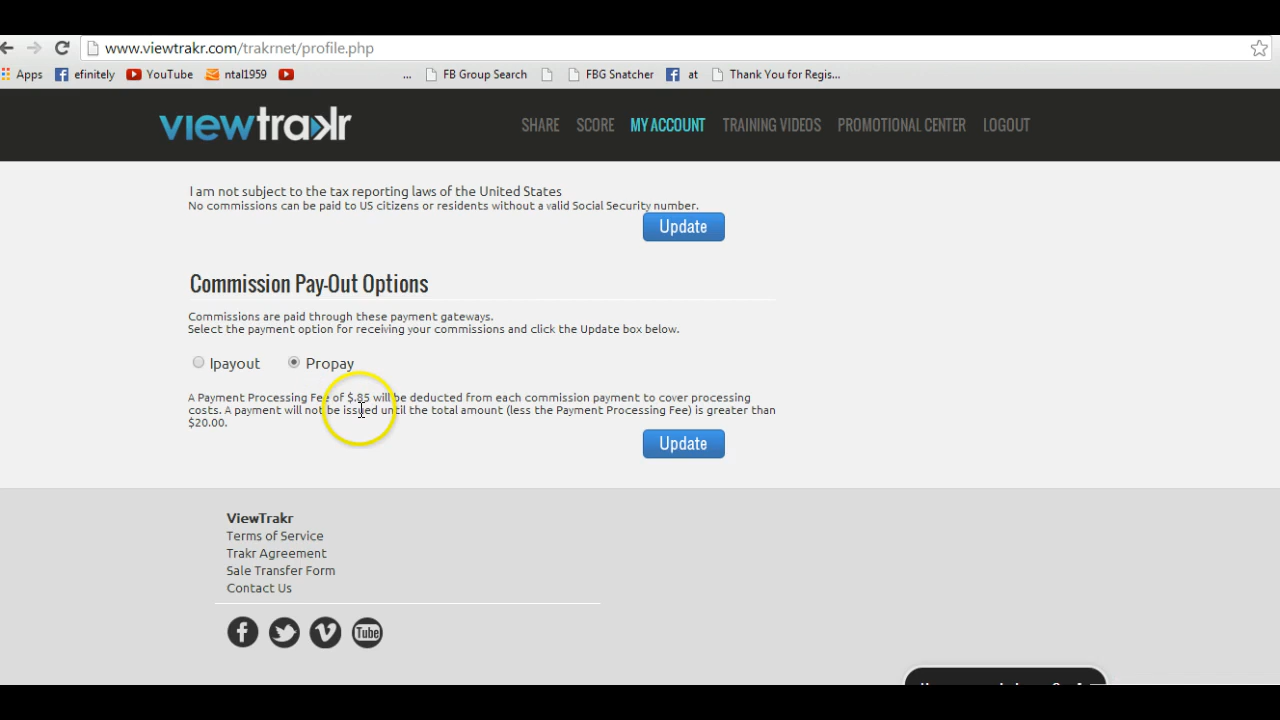 www.viewtrakr.com/trakrnet/profile.php
Apps efinitely YouTube ntal1959 ... FB Group Search FBG Snatcher at Thank You for Regis...
viewtrakr SHARE SCORE MY ACCOUNT TRAINING VIDEOS PROMOTIONAL CENTER LOGOUT
I am not subject to the tax reporting laws of the United States
No commissions can be paid to US citizens or residents without a valid Social Security number.
Update
Commission Pay-Out Options
Commissions are paid through these payment gateways.
Select the payment option for receiving your commissions and click the Update box below.
Ipayout Propay
A Payment Processing Fee of $.85 will be deducted from each commission payment to cover processing
costs. A payment will not be issued until the total amount (less the Payment Processing Fee) is greater than
$20.00.
Update
ViewTrakr
Terms of Service
Trakr Agreement
Sale Transfer Form
Contact Us
Tube